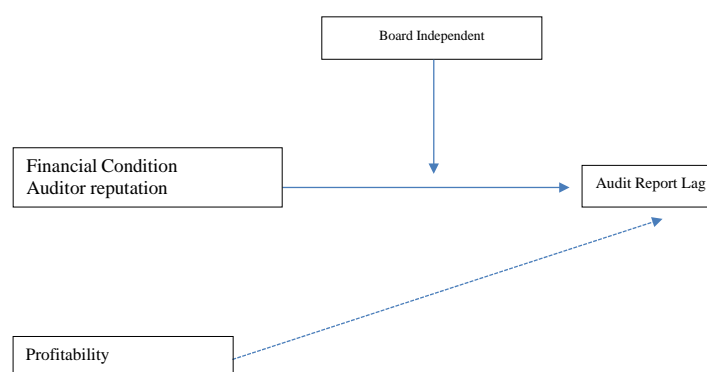 Board Independent
Financial Condition
Auditor reputation
Audit Report Lag
Profitability